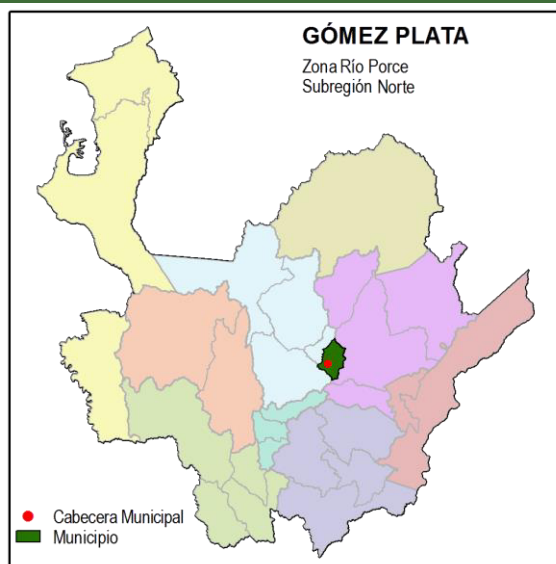 GÓMEZ PLATA
Zona Río Porce
Subregión Norte
Cabecera Municipal
Municipio